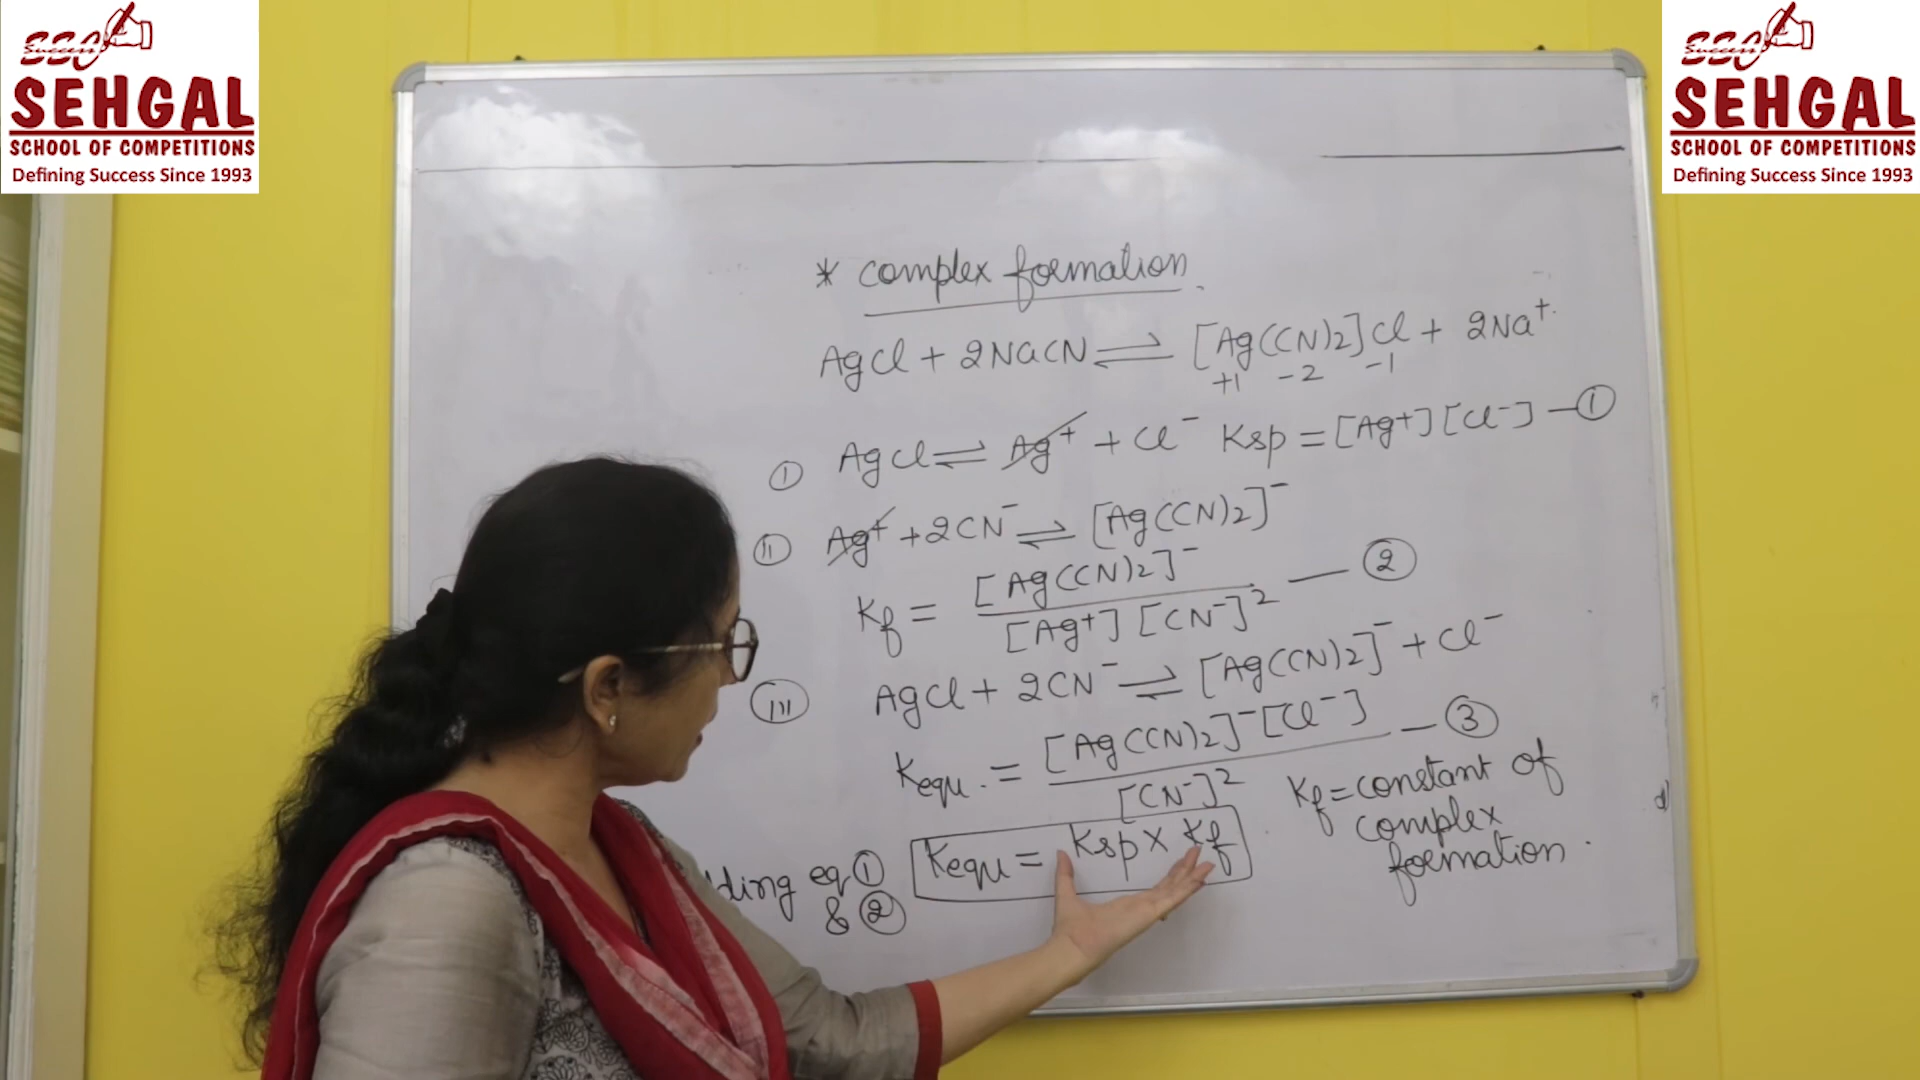 SSC
Success
SEHGAL
SCHOOL OF COMPETITIONS
Defining Success Since 1993
SSC
Success
SEHGAL
SCHOOL OF COMPETITIONS
Defining Success Since 1993
* complex formation
AgCl + 2NaCN ⇌ [Ag(CN)2]Cl + 2Na⁺
+1 -2 -1
① AgCl ⇌ Ag⁺ + Cl⁻ Ksp = [Ag⁺][Cl⁻] — ①
Ⓘⓘ Ag⁺ + 2CN⁻ ⇌ [Ag(CN)2]⁻
Kf = [Ag(CN)2]⁻ / [Ag⁺][CN⁻]² — ②
(III) AgCl + 2CN⁻ ⇌ [Ag(CN)2]⁻ + Cl⁻
Kequ. = [Ag(CN)2]⁻[Cl⁻] / [CN⁻]² — ③
Kf = constant of
complex
formation.
eq ① Kequ = Ksp x Kf
& ②